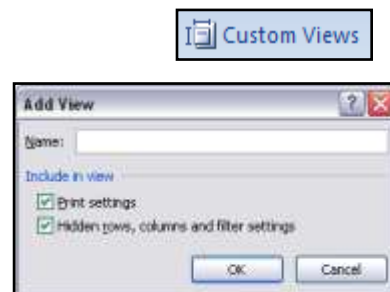 Custom Views
Add View
?
Name:
Include in view
Print settings
Hidden rows, columns and filter settings
OK
Cancel